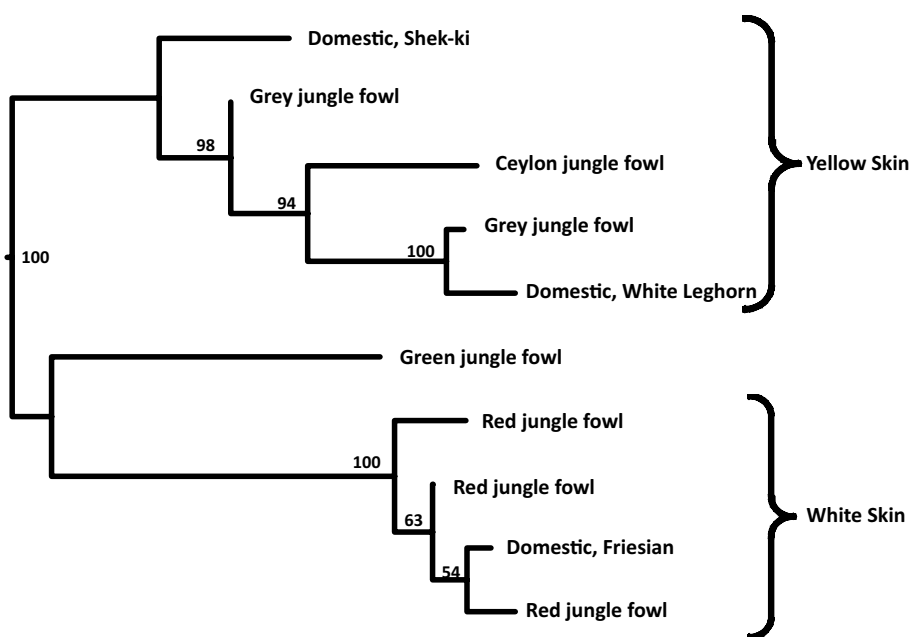 Domestic, Shek-ki
Grey jungle fowl
98
Ceylon jungle fowl
Yellow Skin
94
Grey jungle fowl
100
100
Domestic, White Leghorn
Green jungle fowl
Red jungle fowl
100
Red jungle fowl
White Skin
63
Domestic, Friesian
54
Red jungle fowl